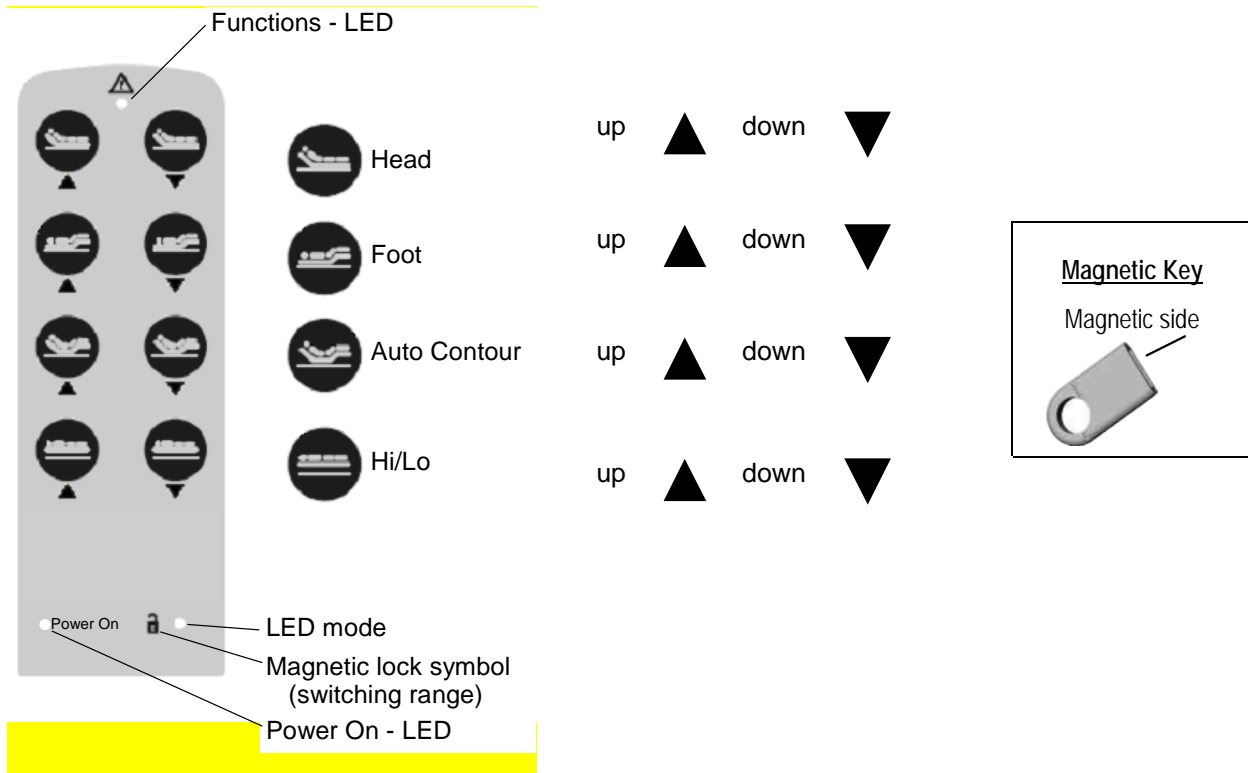 Functions - LED
Head
up down
Foot
up down
Auto Contour
up down
Hi/Lo
up down
Magnetic Key
Magnetic side
Power On
LED mode
Magnetic lock symbol
(switching range)
Power On - LED